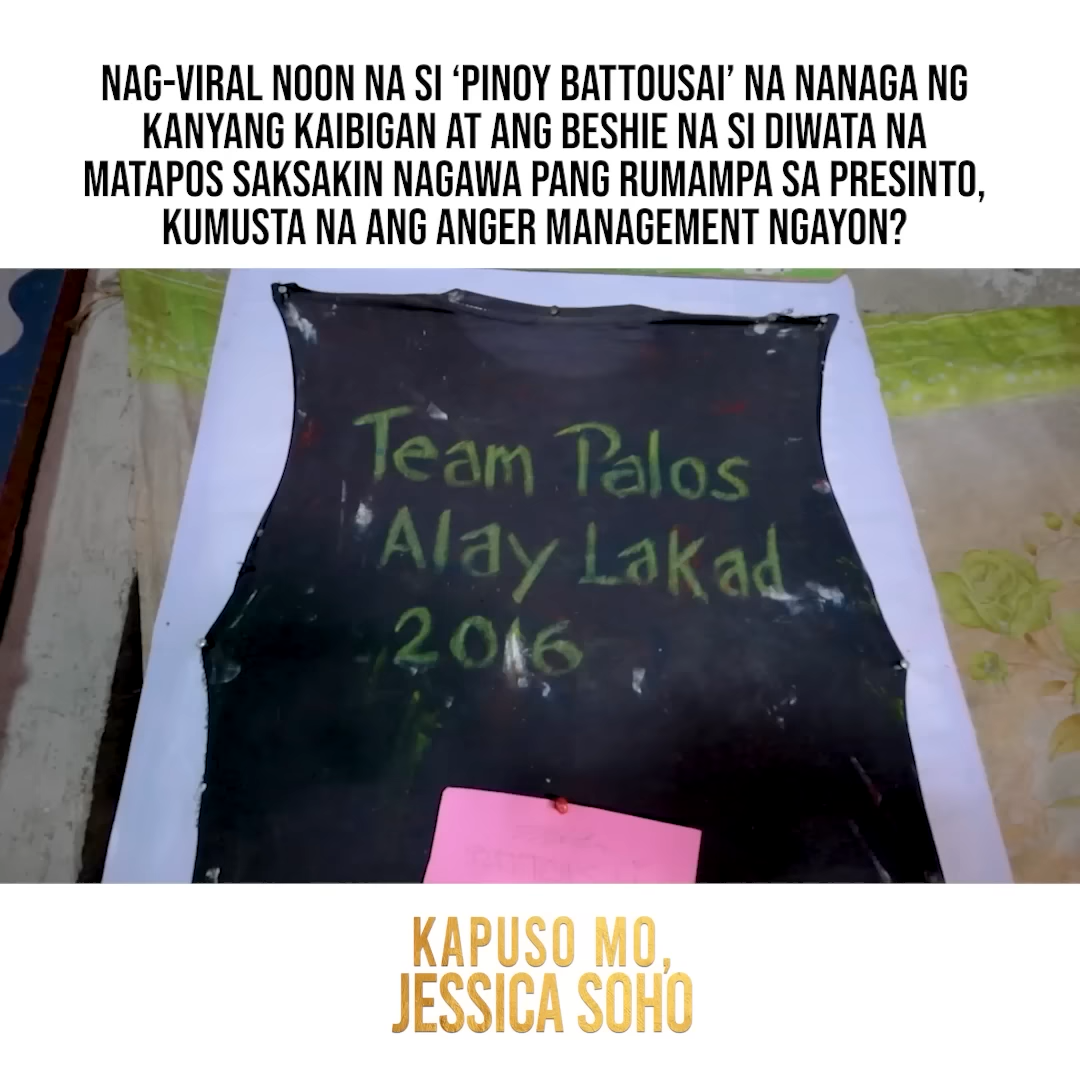 NAG-VIRAL NOON NA SI ‘PINOY BATTOUSAI’ NA NANAGA NG
KANYANG KAIBIGAN AT ANG BESHIE NA SI DIWATA NA
MATAPOS SAKSAKIN NAGAWA PANG RUMAMPA SA PRESINTO,
KUMUSTA NA ANG ANGER MANAGEMENT NGAYON?
Team Palos
Alay Lakad
2016
KAPUSO MO,
JESSICA SOHO